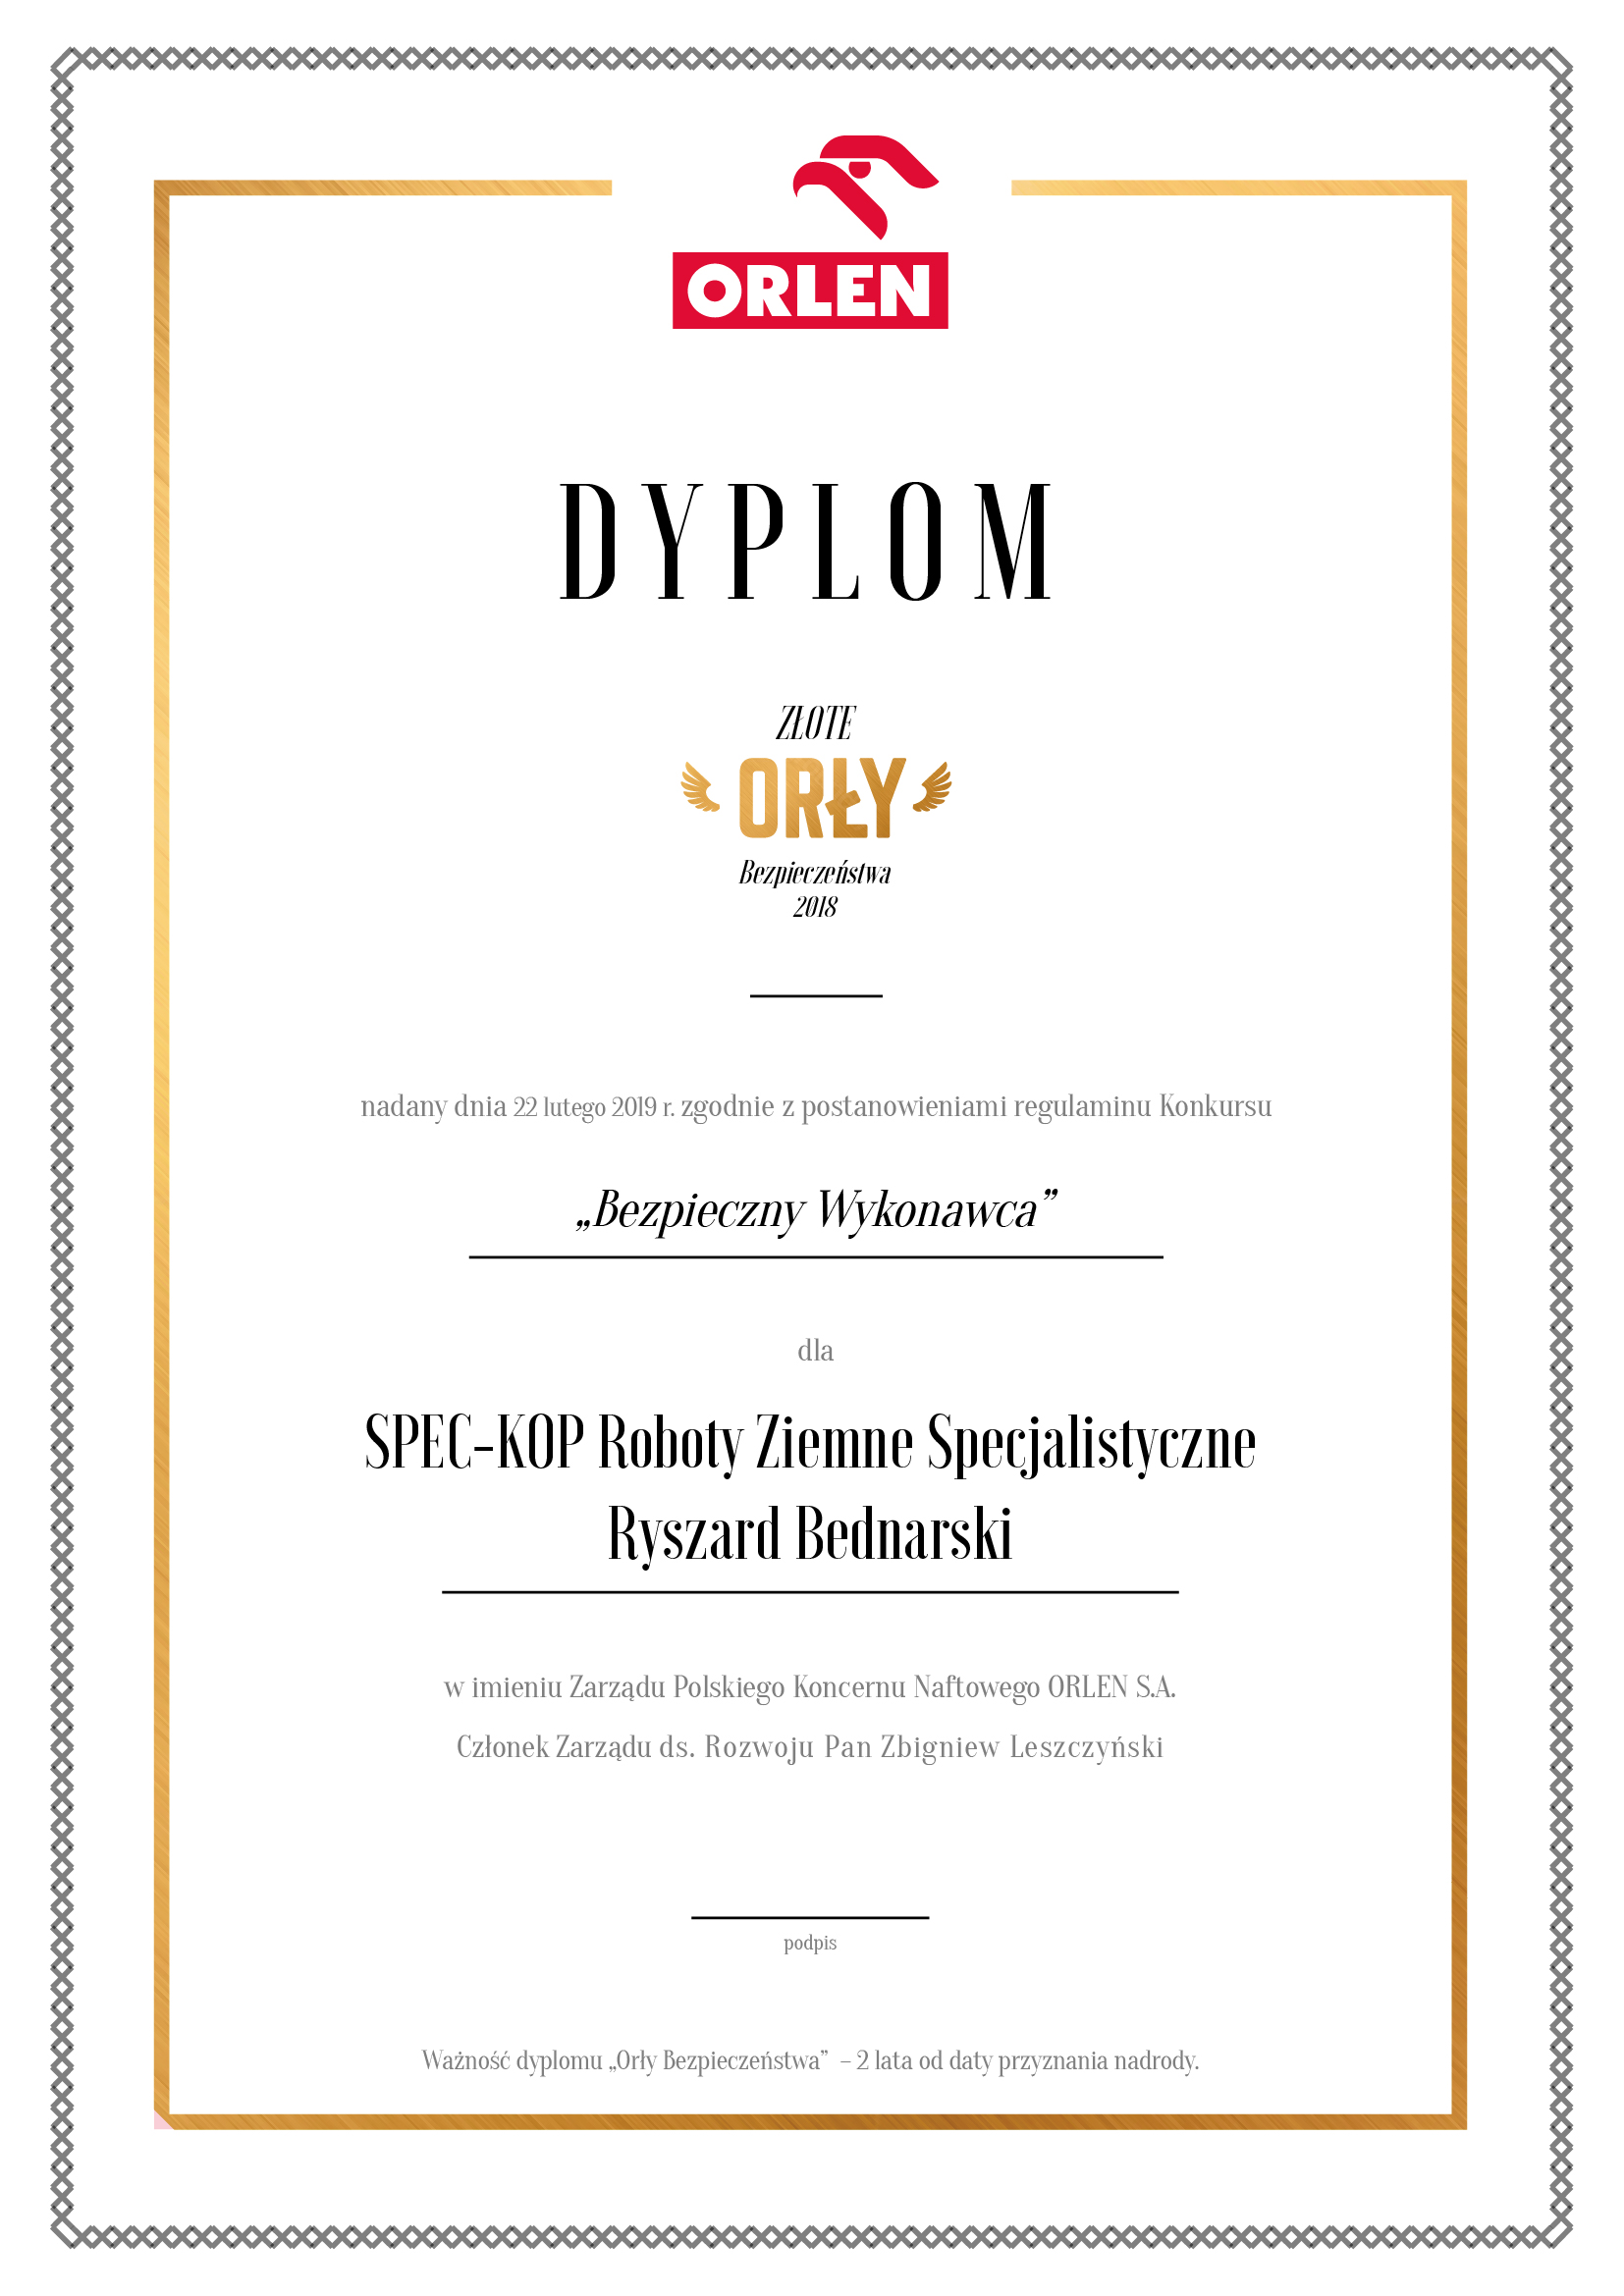 ORLEN
DYPLOM
ZŁOTE
ORŁY
Bezpieczeństwa
2018
nadany dnia 22 lutego 2019 r. zgodnie z postanowieniami regulaminu Konkursu
„Bezpieczny Wykonawca”
dla
SPEC-KOP Roboty Ziemne Specjalistyczne
Ryszard Bednarski
w imieniu Zarządu Polskiego Koncernu Naftowego ORLEN S.A.
Członek Zarządu ds. Rozwoju Pan Zbigniew Leszczyński
podpis
Ważność dyplomu „Orły Bezpieczeństwa” – 2 lata od daty przyznania nadrody.